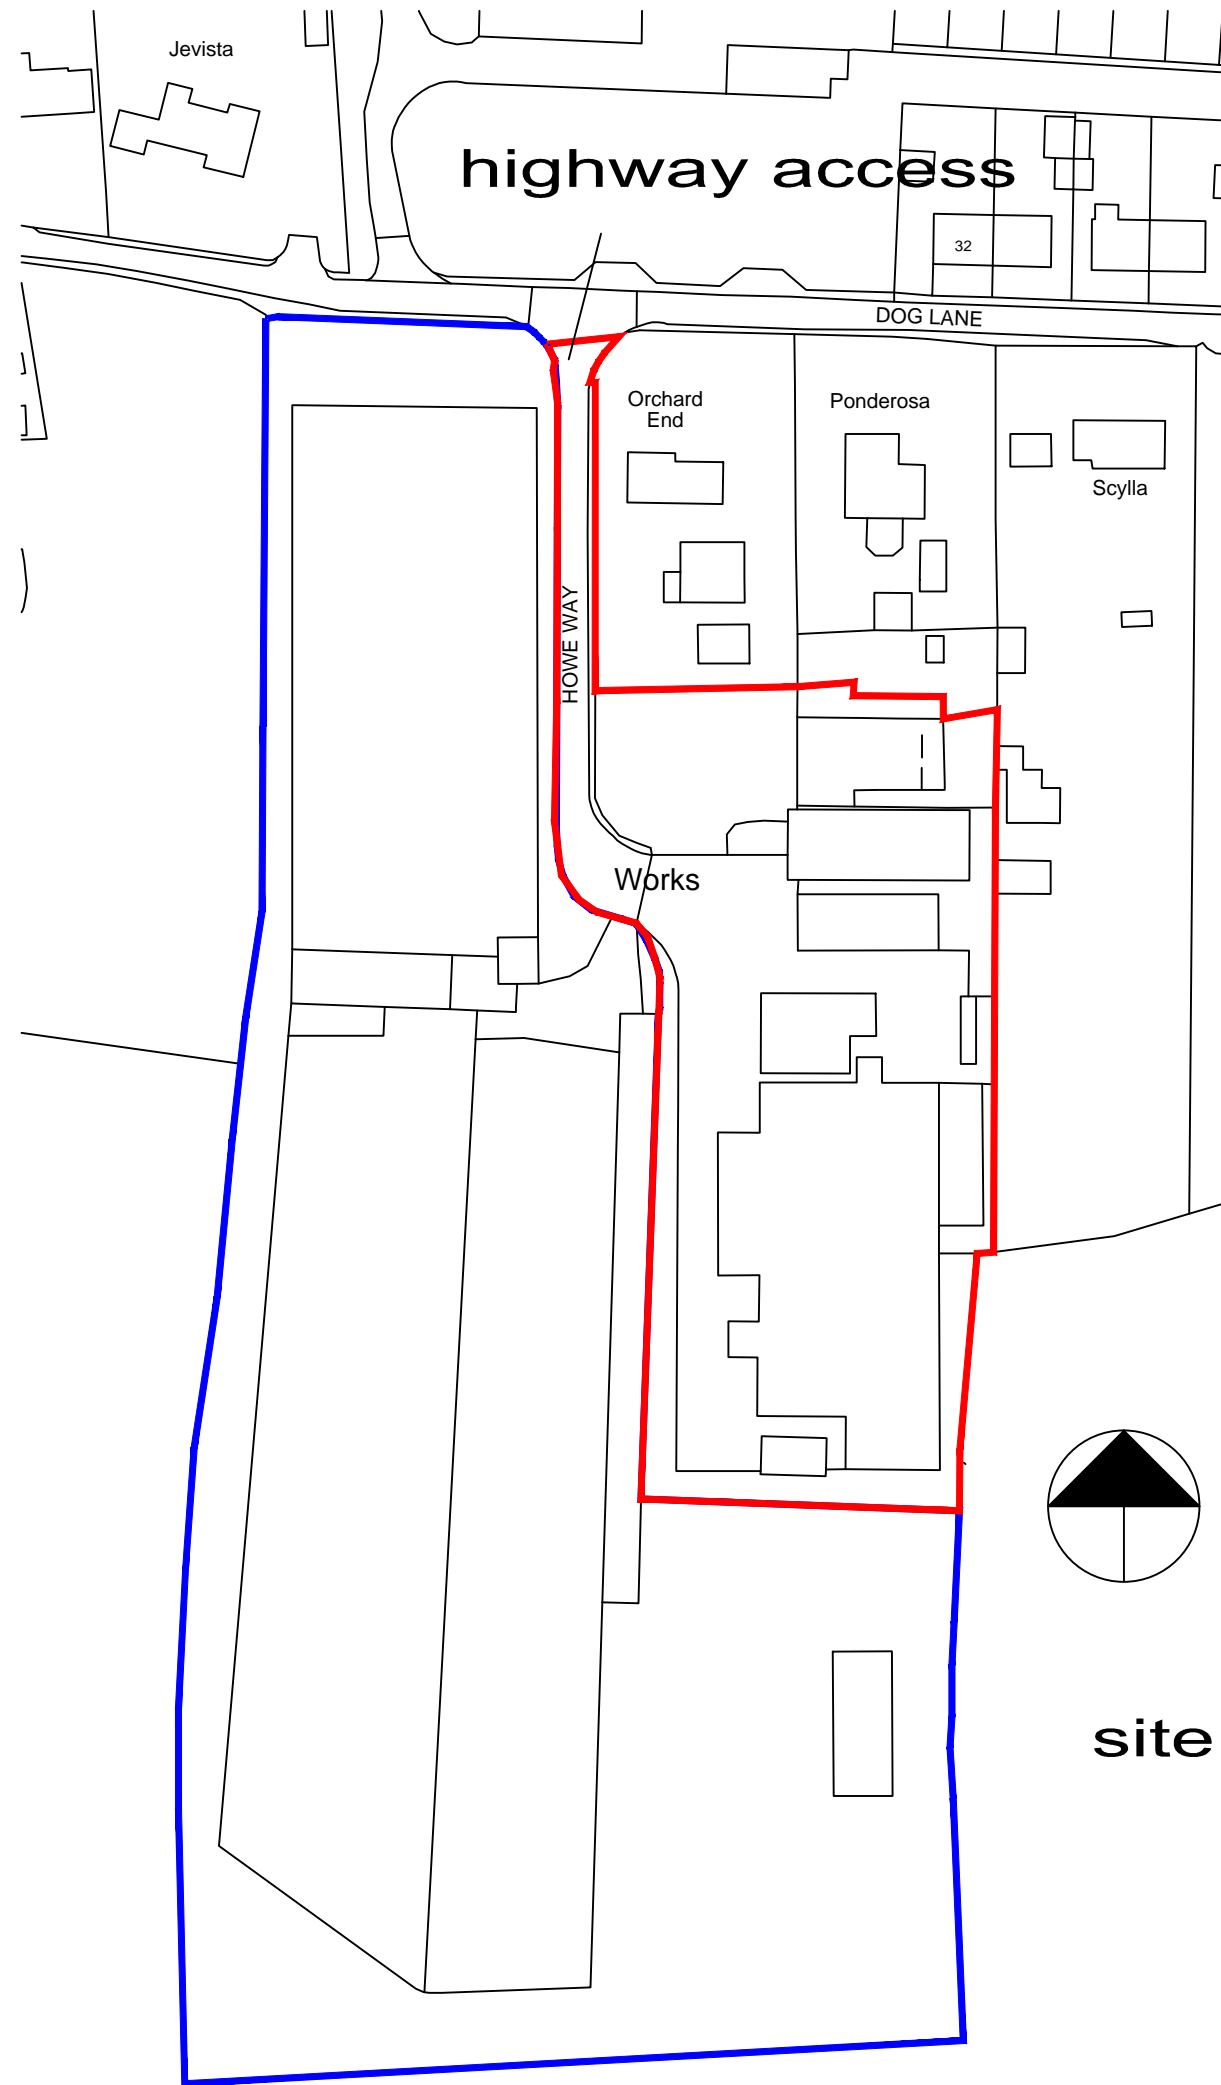 Jevista
highway access
32
DOG LANE
Orchard
End
Ponderosa
Scylla
HOWE WAY
Works
site